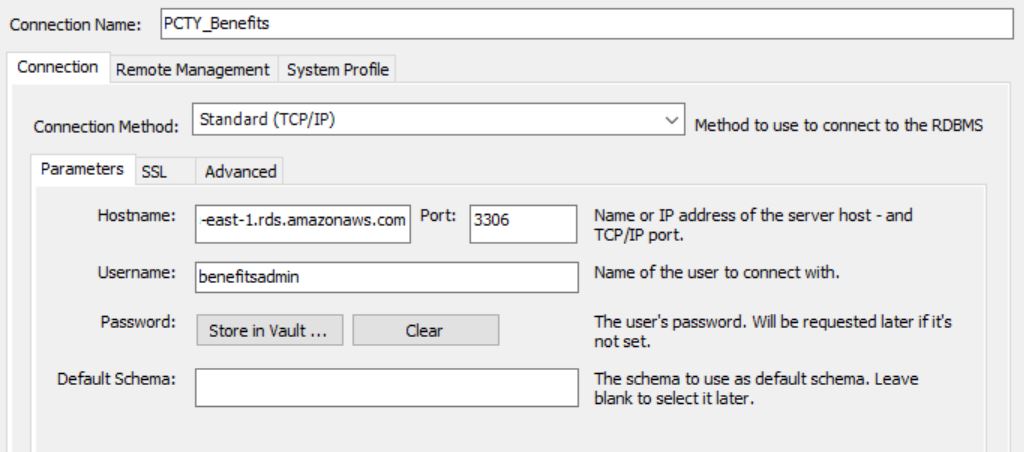 Connection Name: PCTY_Benefits
Connection Remote Management System Profile
Connection Method: Standard (TCP/IP) Method to use to connect to the RDBMS
Parameters SSL Advanced
Hostname: -east-1.rds.amazonaws.com Port: 3306 Name or IP address of the server host - and
TCP/IP port.
Username: benefitsadmin Name of the user to connect with.
Password: Store in Vault ... Clear The user's password. Will be requested later if it's
not set.
Default Schema: The schema to use as default schema. Leave
blank to select it later.